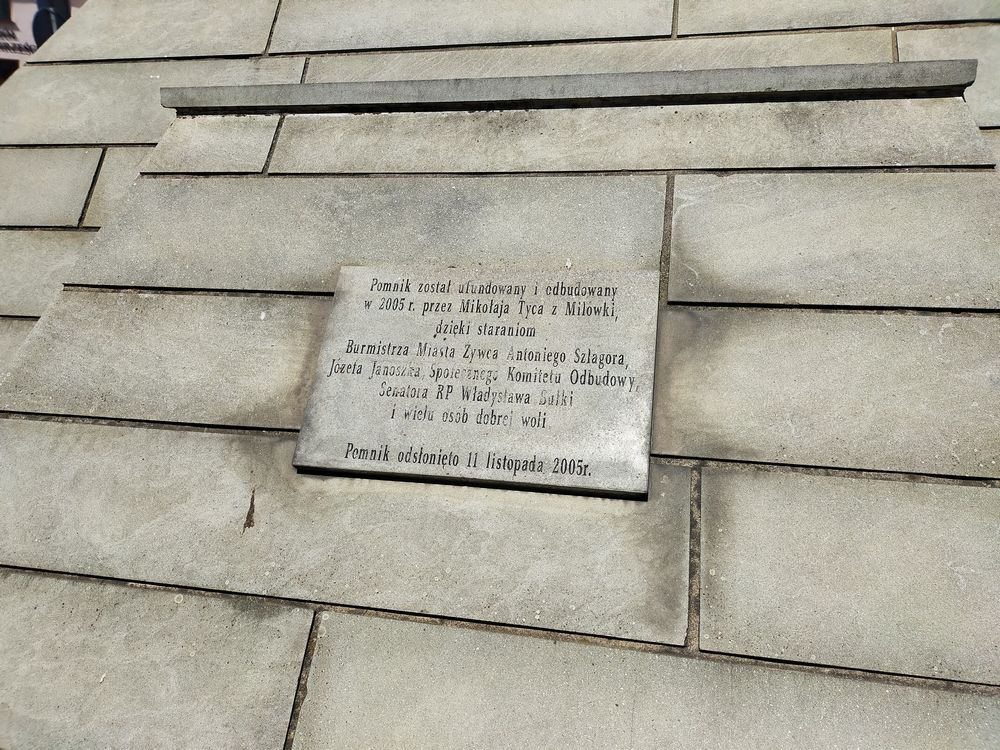 Pomnik został ufundowany i odbudowany
w 2005 r. przez Mikołaja Tyca z Milówki,
dzięki staraniom
Burmistrza Miasta Żywca Antoniego Szlagora,
Józefa Janoszka, Społecznego Komitetu Odbudowy,
Senatora RP Władysława Bułki
i wielu osób dobrej woli
Pomnik odsłonięto 11 listopada 2005r.